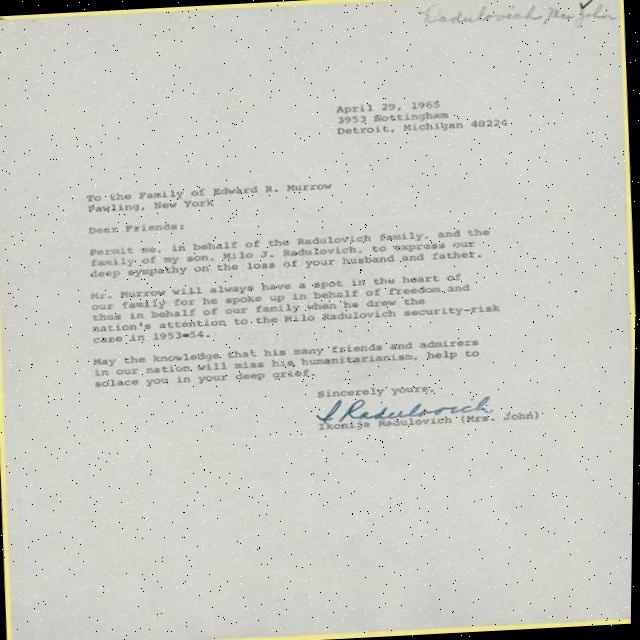 Radulovich, Mrs John
April 29, 1965
3953 Nottingham
Detroit, Michigan 48224
To the Family of Edward R. Murrow
Pawling, New York
Dear Friends:
Permit me, in behalf of the Radulovich family, and the
family of my son, Milo J. Radulovich, to express our
deep sympathy on the loss of your husband and father.
Mr. Murrow will always have a spot in the heart of
our family for he spoke up in behalf of freedom and
thus in behalf of our family when he drew the
nation's attention to the Milo Radulovich security-risk
case in 1953-54.
May the knowledge that his many friends and admirers
in our nation will miss his humanitarianism, help to
solace you in your deep grief.
Sincerely yours,
I Radulovich
Ikonija Radulovich (Mrs. John)